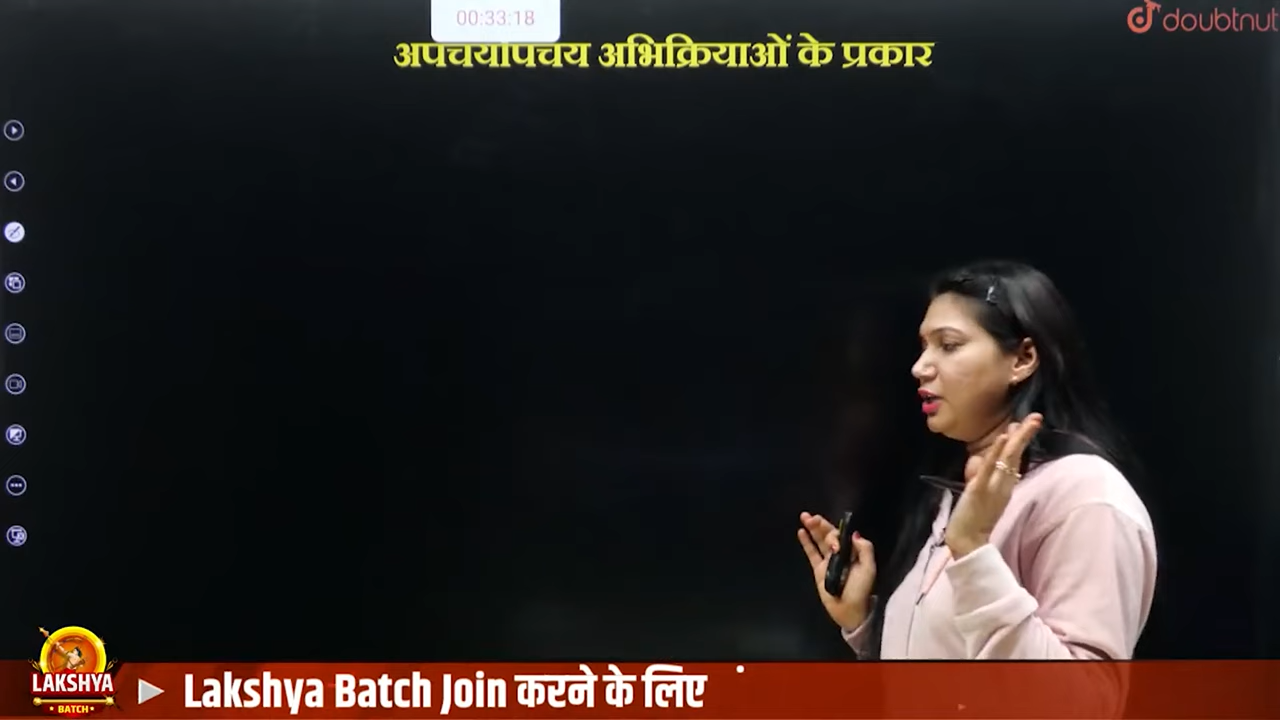 00:33:18
doubtnut
अपचयोपचय अभिक्रियाओं के प्रकार
LAKSHYA
BATCH
Lakshya Batch Join करने के लिए